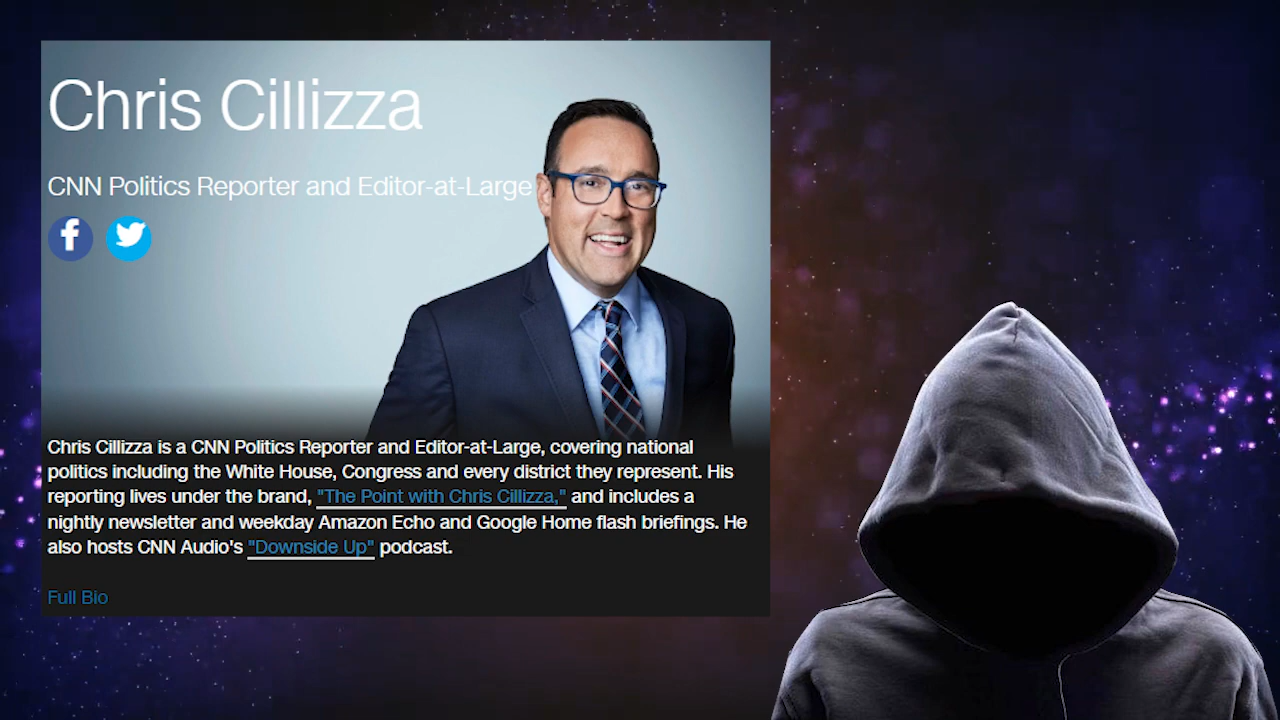 Chris Cillizza
CNN Politics Reporter and Editor-at-Large
Chris Cillizza is a CNN Politics Reporter and Editor-at-Large, covering national
politics including the White House, Congress and every district they represent. His
reporting lives under the brand, "The Point with Chris Cillizza," and includes a
nightly newsletter and weekday Amazon Echo and Google Home flash briefings. He
also hosts CNN Audio's "Downside Up" podcast.
Full Bio